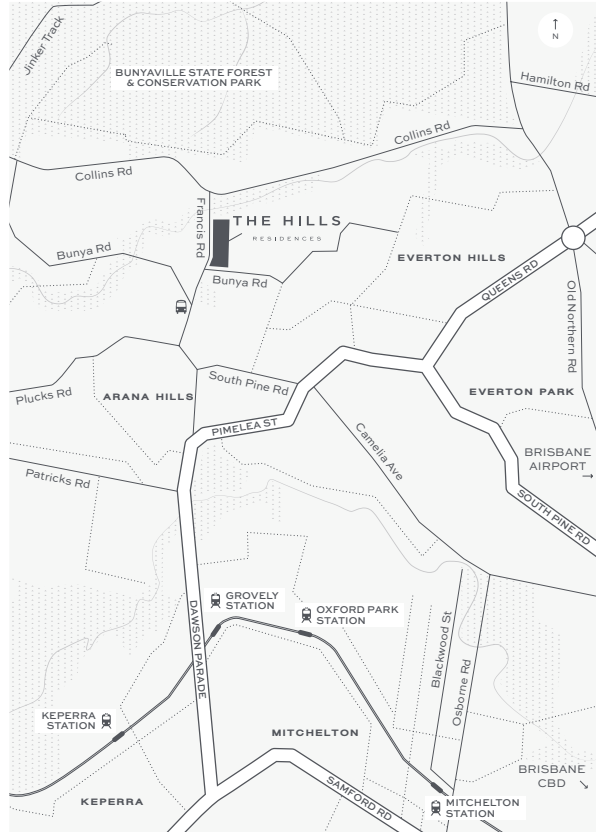 Jinker Track
N
BUNYAVILLE STATE FOREST
& CONSERVATION PARK
Hamilton Rd
Collins Rd
Collins Rd
Francis Rd
THE HILLS
RESIDENCES
Bunya Rd
Bunya Rd
EVERTON HILLS
QUEENS RD
Old Northern Rd
South Pine Rd
Plucks Rd
ARANA HILLS
EVERTON PARK
PIMELEA ST
Camelia Ave
BRISBANE
AIRPORT
Patricks Rd
SOUTH PINE RD
GROVELY
STATION
OXFORD PARK
STATION
DAWSON PARADE
Blackwood St
Osborne Rd
KEPERRA
STATION
MITCHELTON
BRISBANE
CBD
KEPERRA
SAMFORD RD
MITCHELTON
STATION